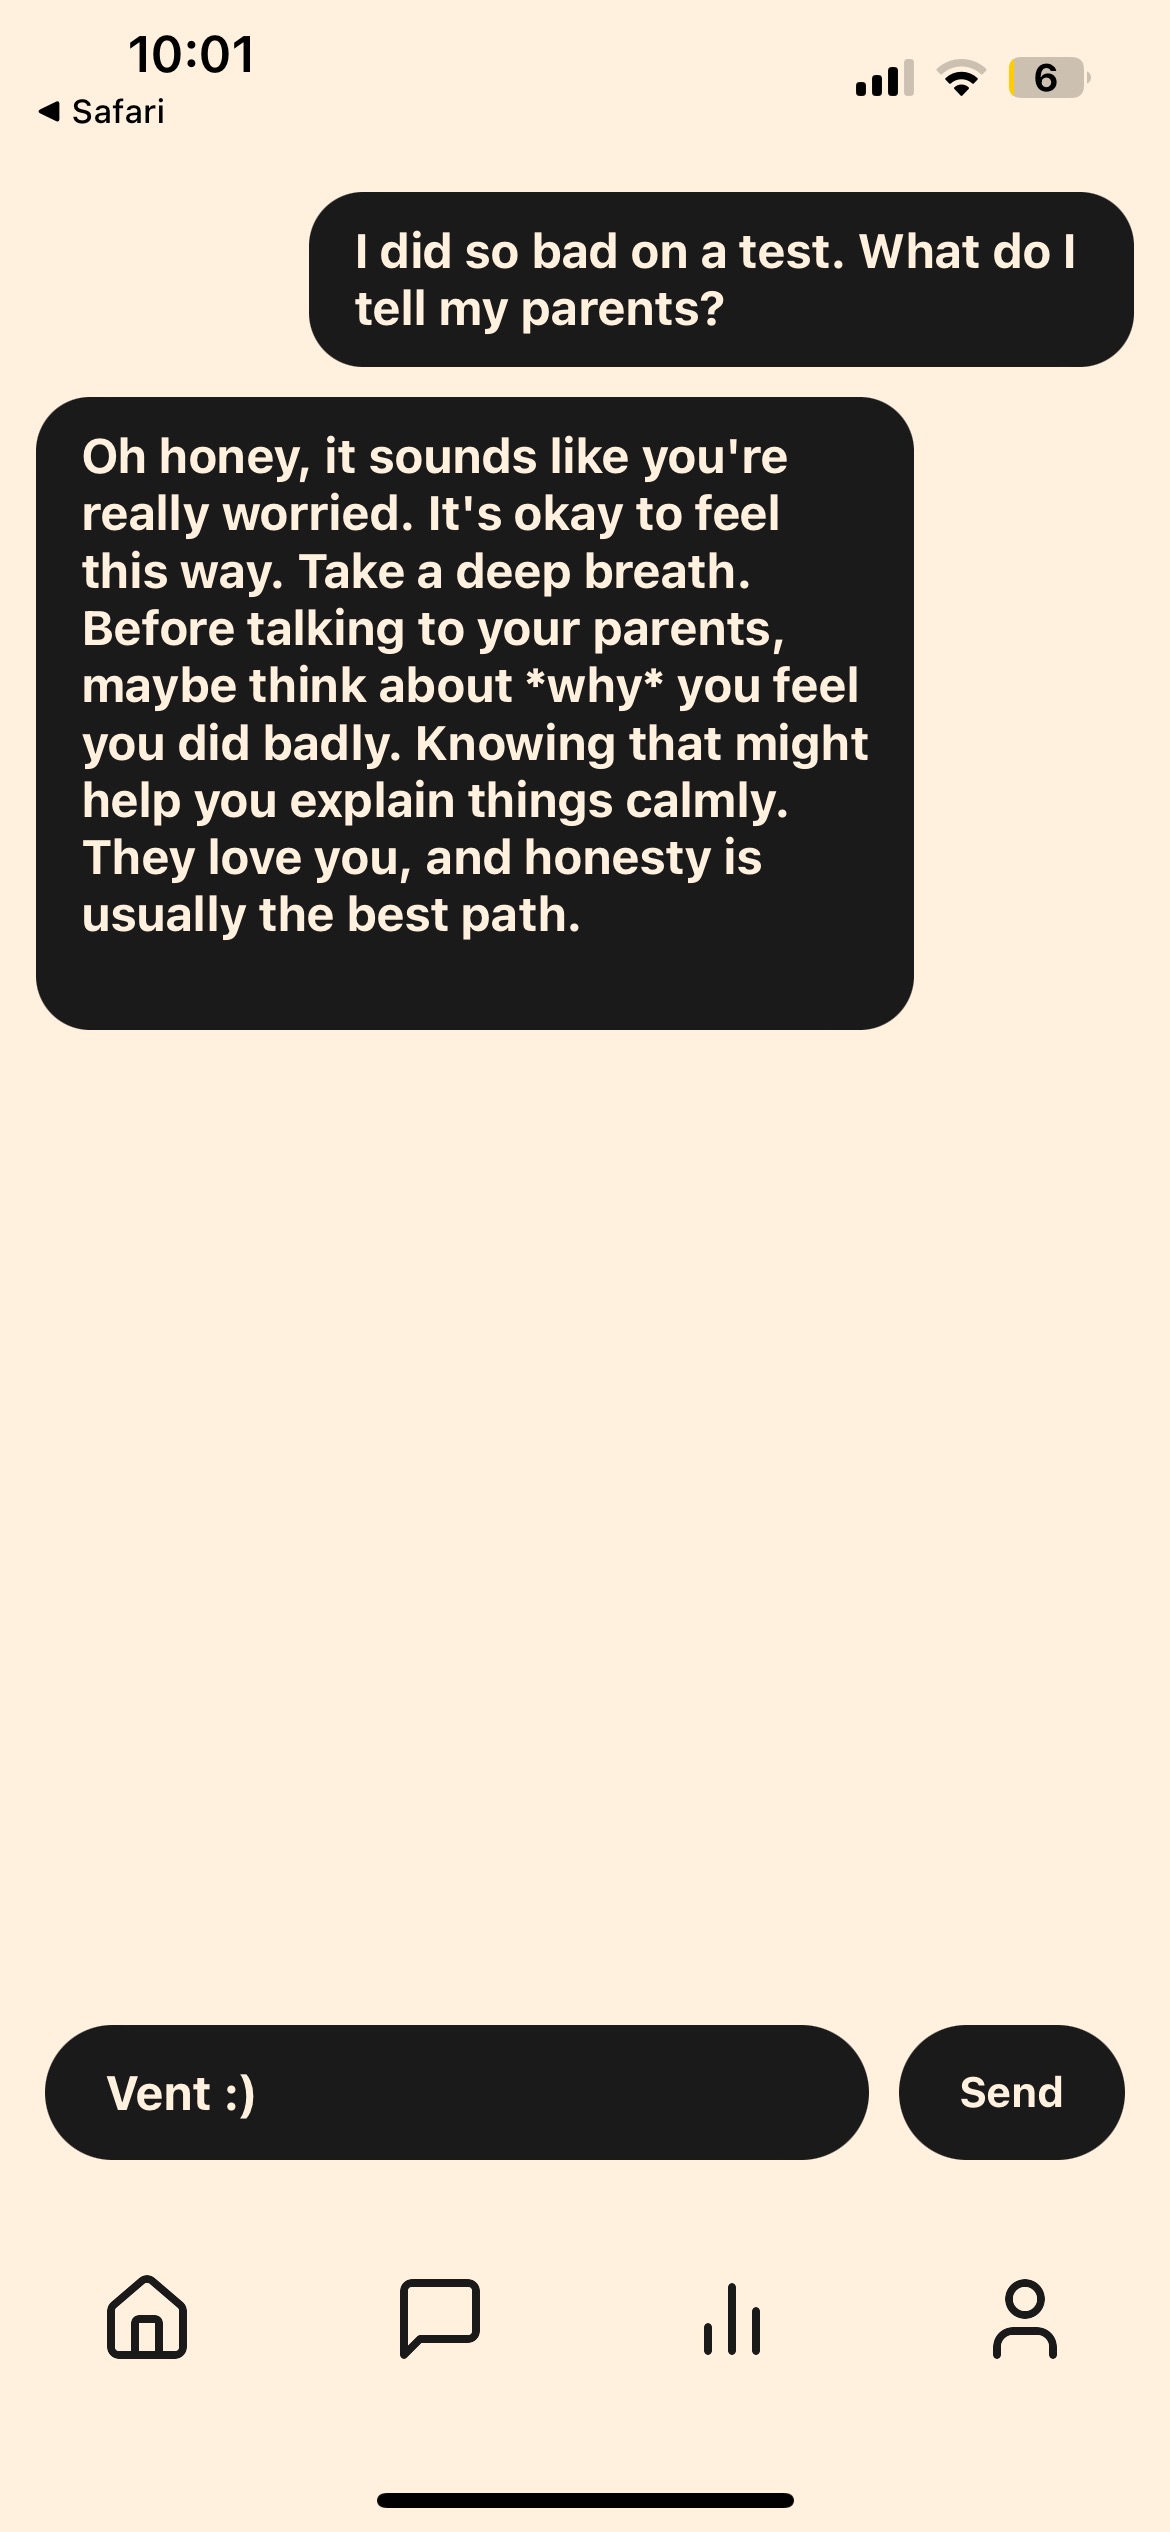 10:01
Safari
6
I did so bad on a test. What do I
tell my parents?
Oh honey, it sounds like you're
really worried. It's okay to feel
this way. Take a deep breath.
Before talking to your parents,
maybe think about *why* you feel
you did badly. Knowing that might
help you explain things calmly.
They love you, and honesty is
usually the best path.
Vent :)
Send